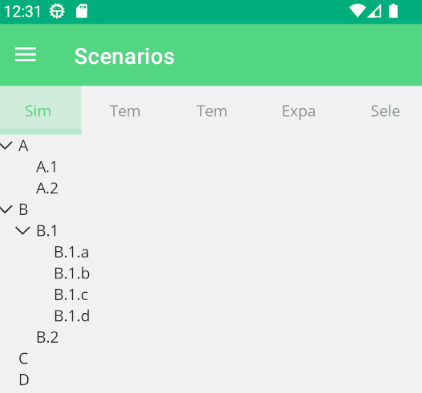 12:31
Scenarios
Sim Tem Tem Expa Sele
A
A.1
A.2
B
B.1
B.1.a
B.1.b
B.1.c
B.1.d
B.2
C
D